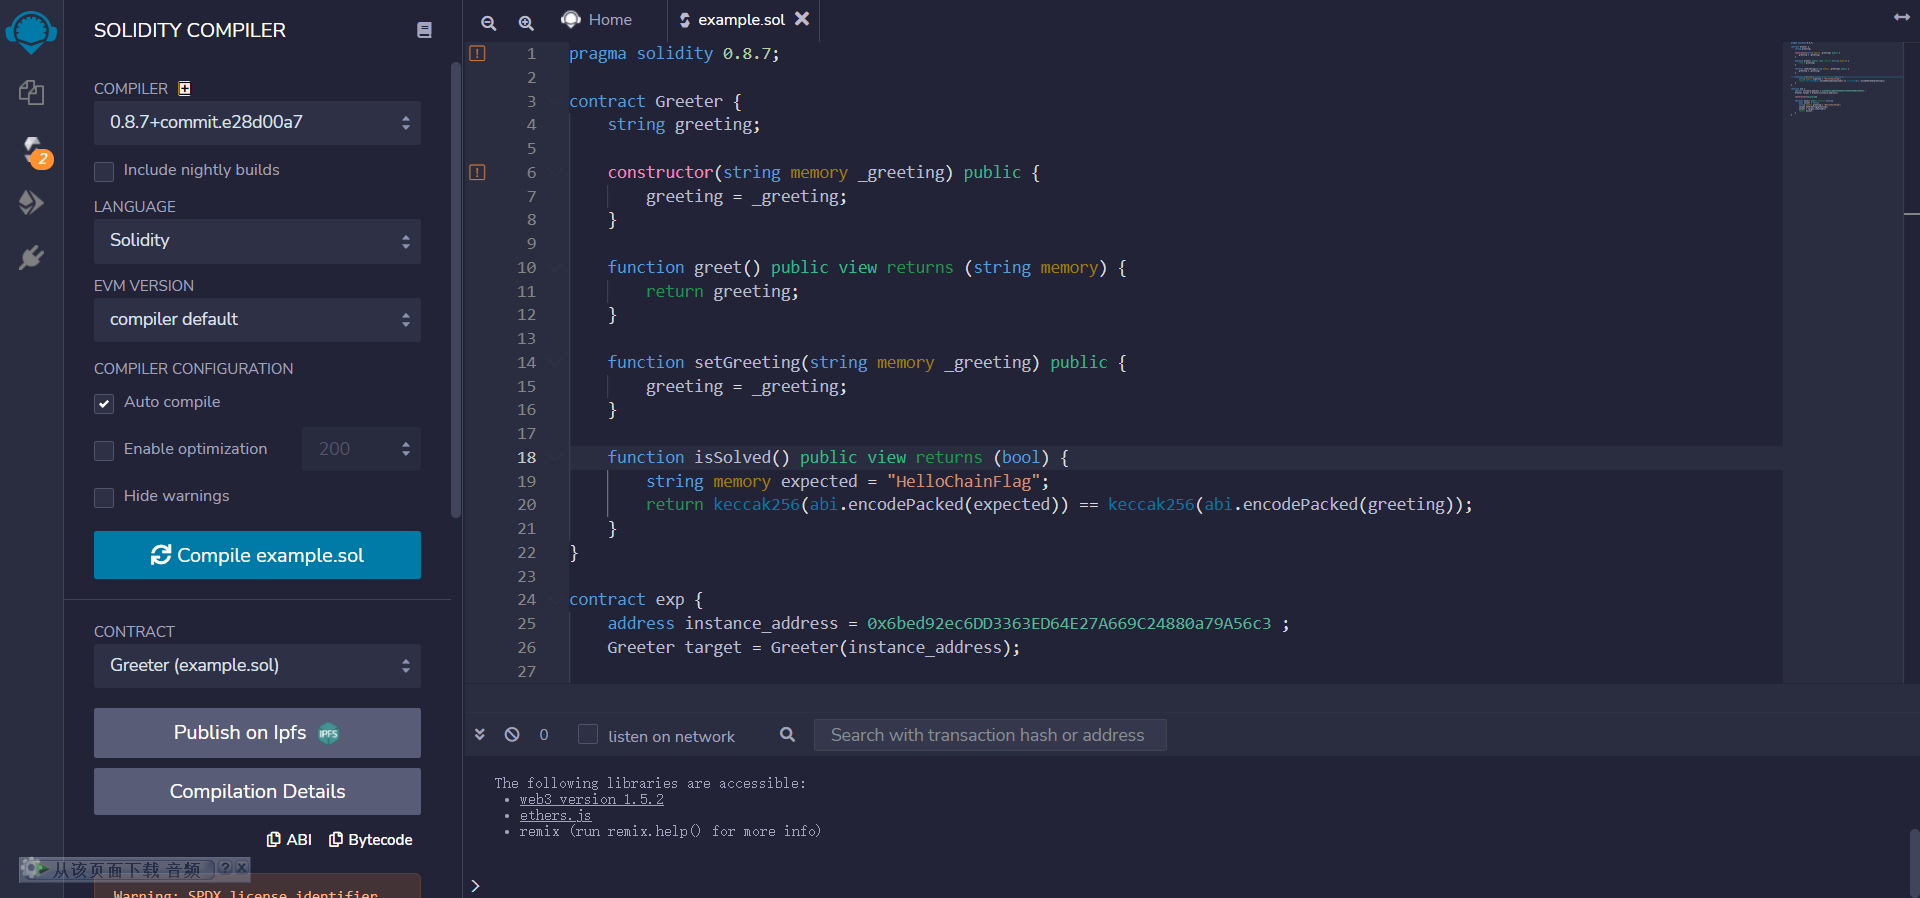 SOLIDITY COMPILER
COMPILER
0.8.7+commit.e28d00a7
Include nightly builds
LANGUAGE
Solidity
EVM VERSION
compiler default
COMPILER CONFIGURATION
Auto compile
Enable optimization 200
Hide warnings
Compile example.sol
CONTRACT
Greeter (example.sol)
Publish on Ipfs IPFS
Compilation Details
ABI Bytecode
从该页面下载 音频 ? X
Warning: SPDX license identifier
2
Home example.sol
1 pragma solidity 0.8.7;
2
3 contract Greeter {
4 string greeting;
5
6 constructor(string memory _greeting) public {
7 greeting = _greeting;
8 }
9
10 function greet() public view returns (string memory) {
11 return greeting;
12 }
13
14 function setGreeting(string memory _greeting) public {
15 greeting = _greeting;
16 }
17
18 function isSolved() public view returns (bool) {
19 string memory expected = "HelloChainFlag";
20 return keccak256(abi.encodePacked(expected)) == keccak256(abi.encodePacked(greeting));
21 }
22 }
23
24 contract exp {
25 address instance_address = 0x6bed92ec6DD3363ED64E27A669C24880a79A56c3 ;
26 Greeter target = Greeter(instance_address);
27
0 listen on network Search with transaction hash or address
The following libraries are accessible:
• web3 version 1.5.2
• ethers.js
• remix (run remix.help() for more info)
>